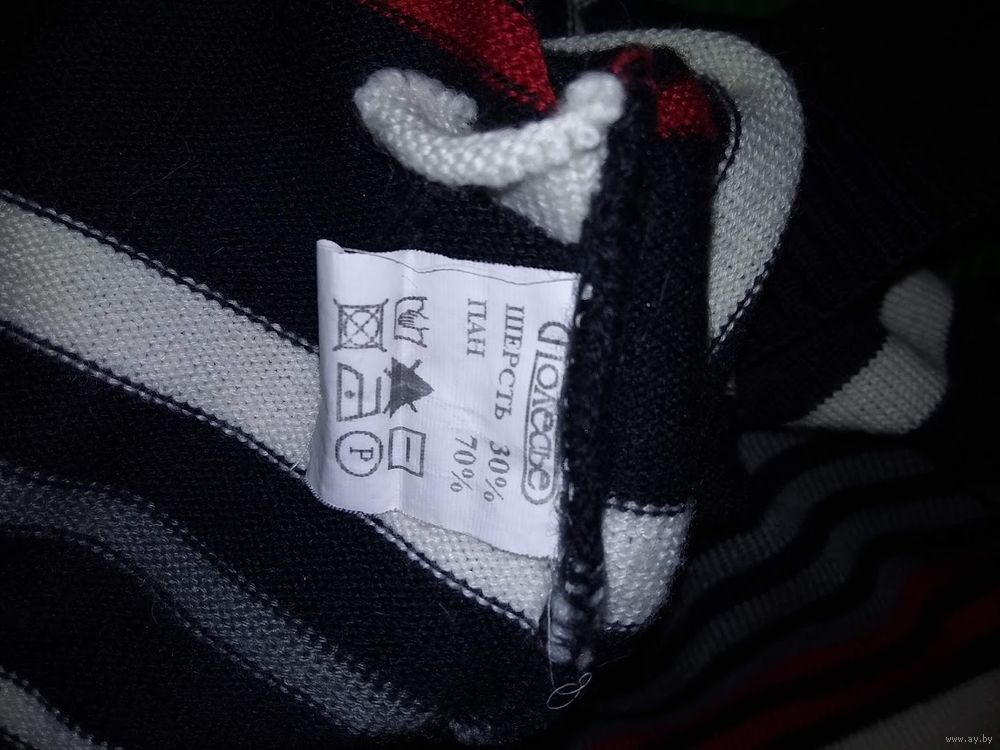 Полесье
ШЕРСТЬ 30%
ПАН 70%
P
www.ay.by